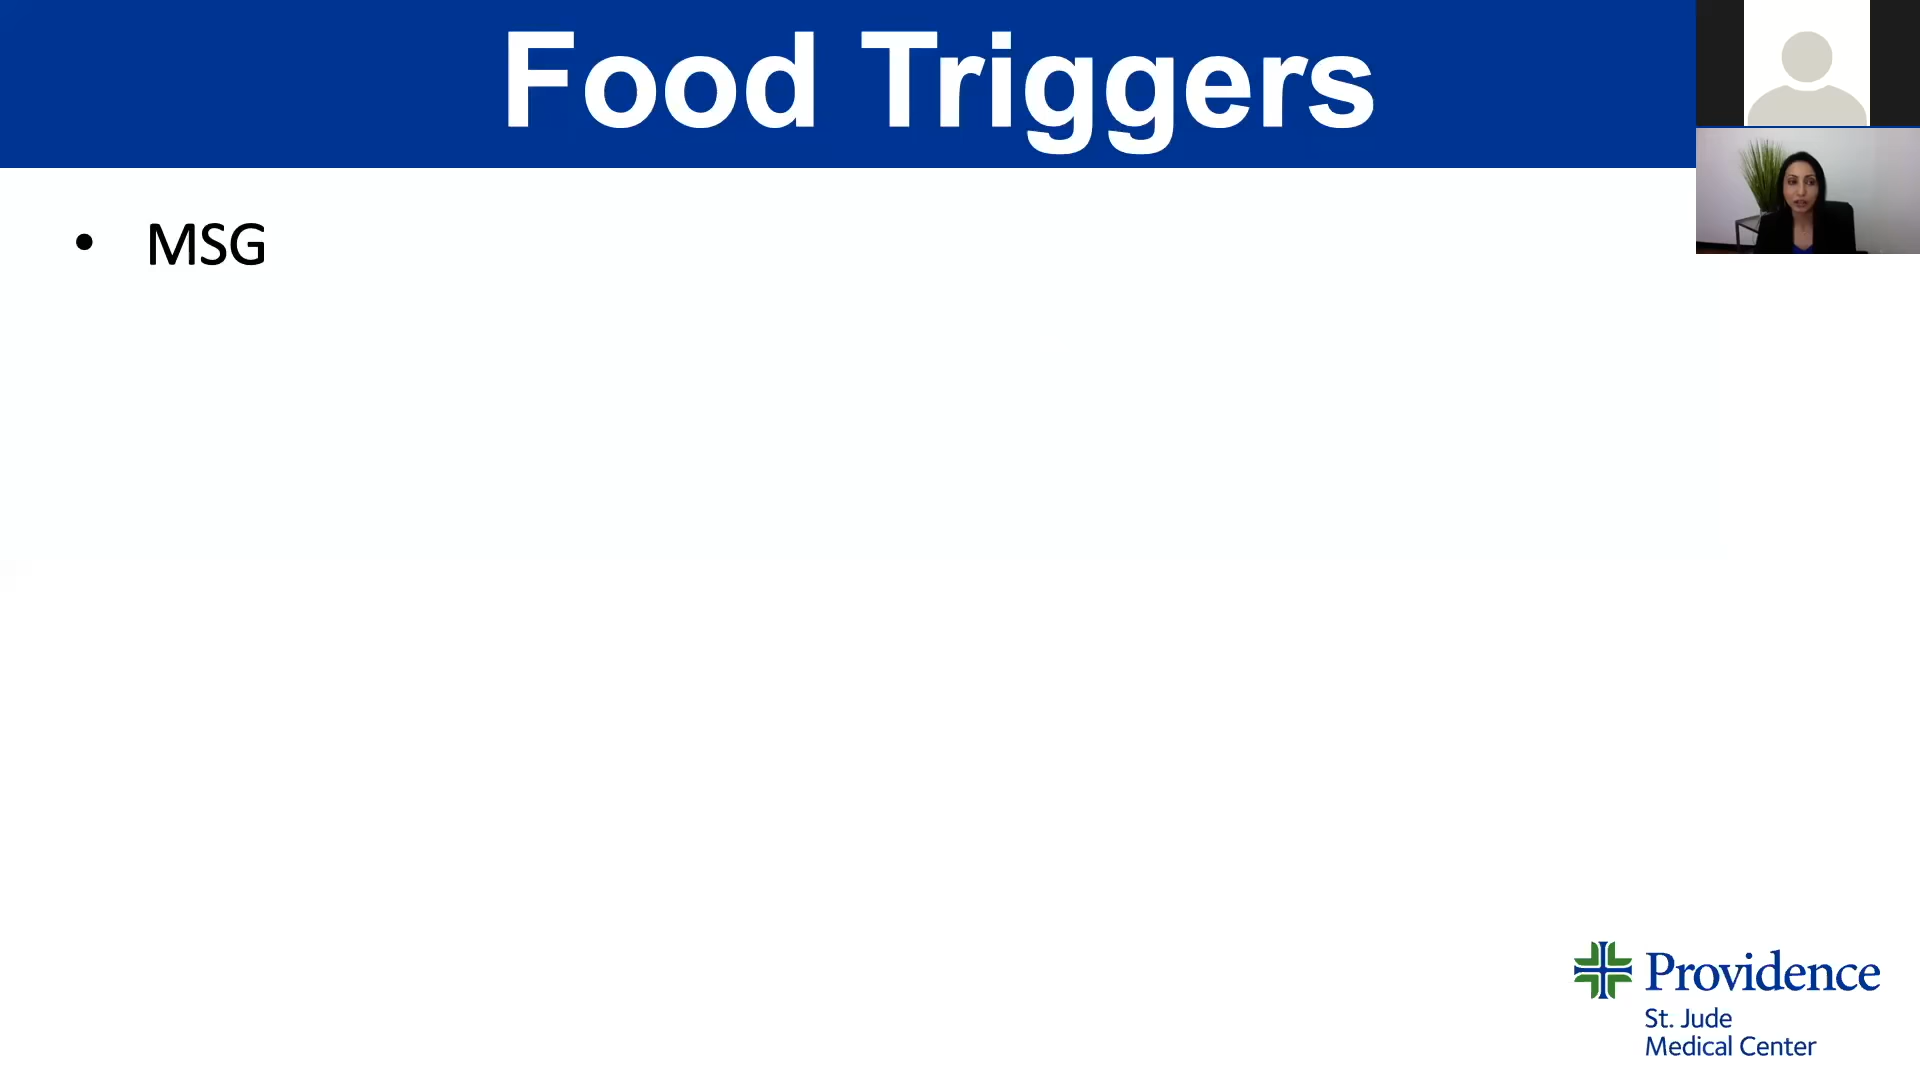 Food Triggers
• MSG
Providence
St. Jude
Medical Center